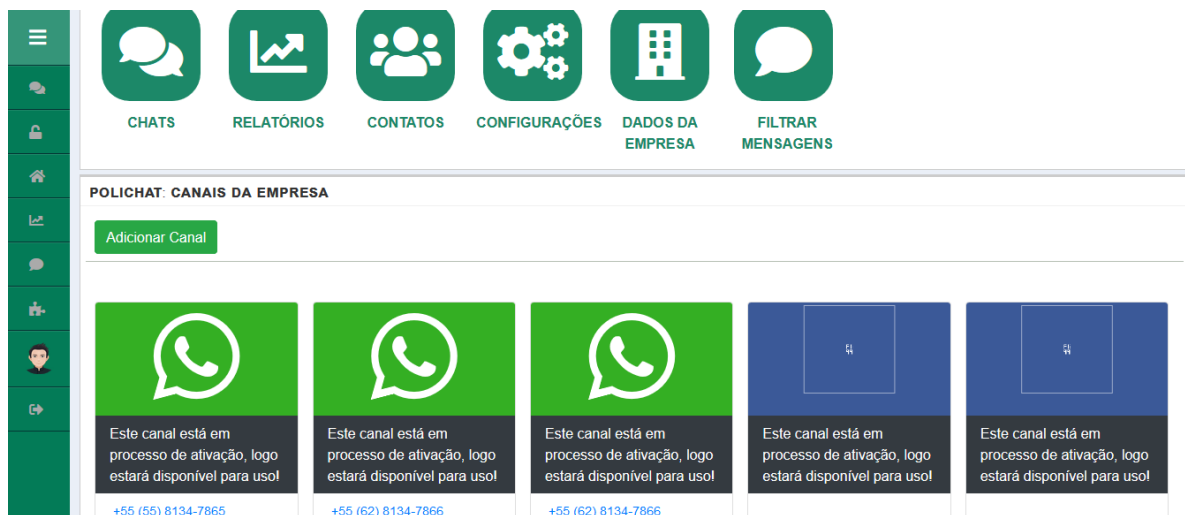 CHATS
RELATÓRIOS
CONTATOS
CONFIGURAÇÕES
DADOS DA
EMPRESA
FILTRAR
MENSAGENS
POLICHAT: CANAIS DA EMPRESA
Adicionar Canal
Este canal está em
processo de ativação, logo
estará disponível para uso!
+55 (55) 8134-7865
Este canal está em
processo de ativação, logo
estará disponível para uso!
+55 (62) 8134-7866
Este canal está em
processo de ativação, logo
estará disponível para uso!
+55 (62) 8134-7866
Este canal está em
processo de ativação, logo
estará disponível para uso!
Este canal está em
processo de ativação, logo
estará disponível para uso!